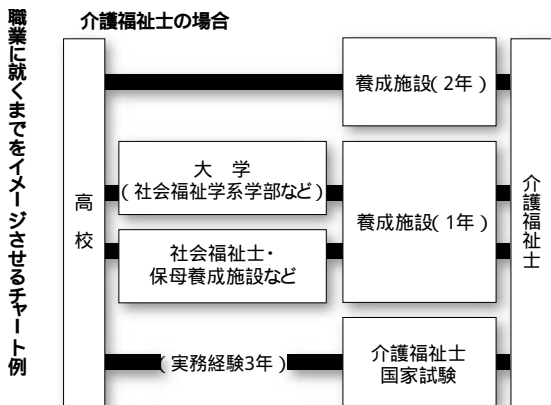 職業に就くまでをイメージさせるチャート例
介護福祉士の場合
高校
養成施設(2年)
大 学
(社会福祉学系学部など)
社会福祉士・
保母養成施設など
養成施設(1年)
(実務経験3年)
介護福祉士
国家試験
介護福祉士